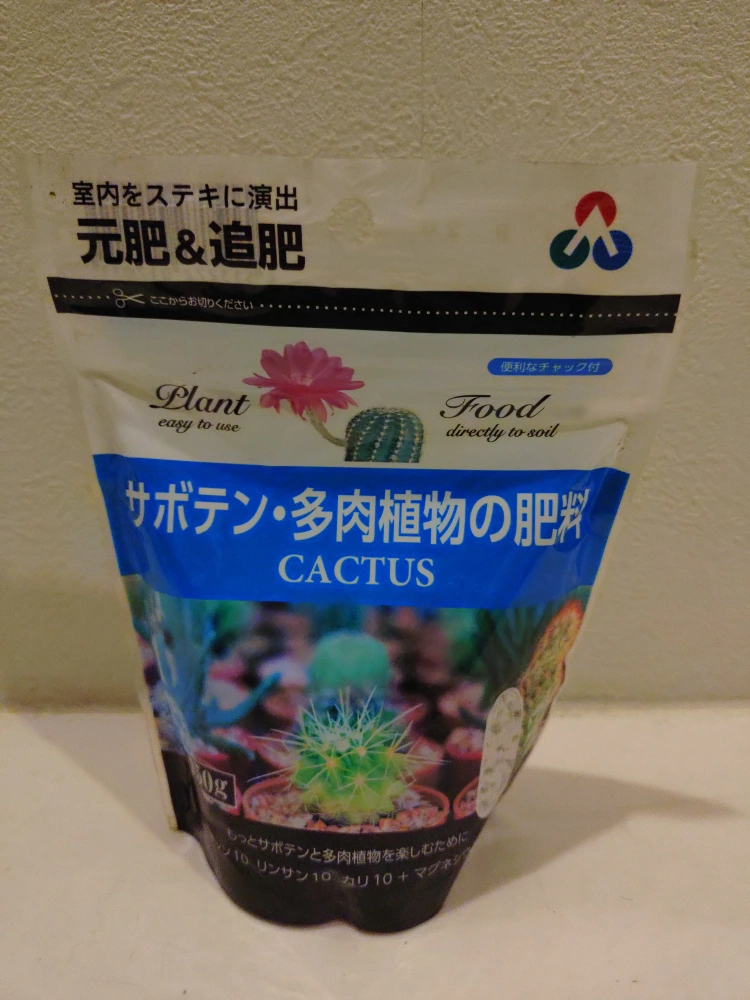 室内をステキに演出
元肥&追肥
ここからお切りください
便利なチャック付
Plant
easy to use
Food
directly to soil
サボテン・多肉植物の肥料
CACTUS
もっとサボテンと多肉植物を楽しむために
10 リンサン10 カリ10+マグネシ